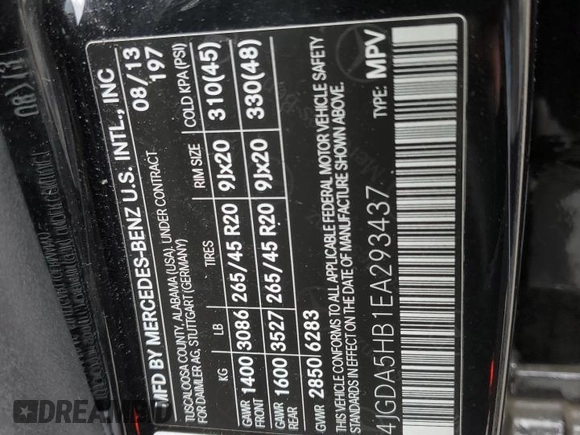 MFD BY MERCEDES-BENZ U.S. INTL., INC
TUSCALOOSA COUNTY, ALABAMA (USA). UNDER CONTRACT
FOR DAIMLER AG, STUTTGART (GERMANY)
08/13
197
KG LB TIRES RIM SIZE COLD KPA (PSI)
GAWR FRONT 1400 3086 265/45 R20 9Jx20 310(45)
GAWR REAR 1600 3527 265/45 R20 9Jx20 330(48)
GVWR 2850 6283
THIS VEHICLE CONFORMS TO ALL APPLICABLE FEDERAL MOTOR VEHICLE SAFETY
STANDARDS IN EFFECT ON THE DATE OF MANUFACTURE SHOWN ABOVE.
4JGDA5HB1EA293437 TYPE: MPV
08/13
DREAMBID